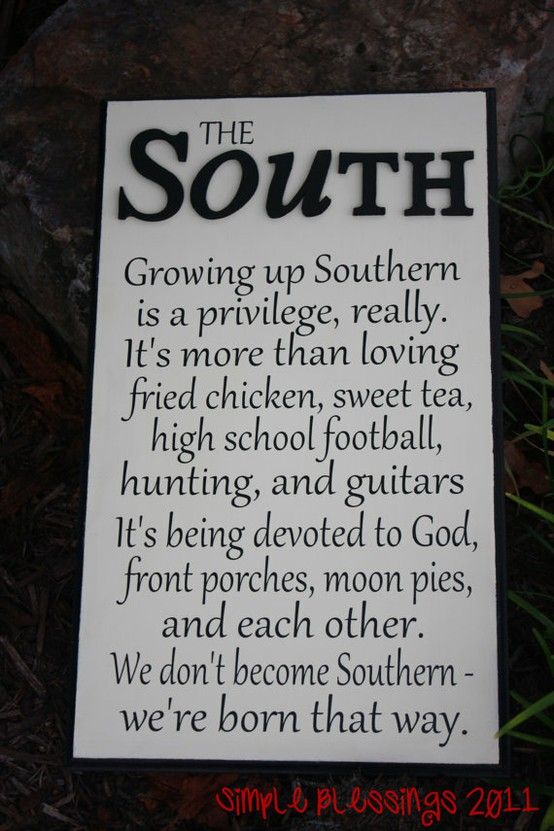 THE
SOUTH
Growing up Southern
is a privilege, really.
It's more than loving
fried chicken, sweet tea,
high school football,
hunting, and guitars
It's being devoted to God,
front porches, moon pies,
and each other.
We don't become Southern -
we're born that way.
Simple Blessings 2011